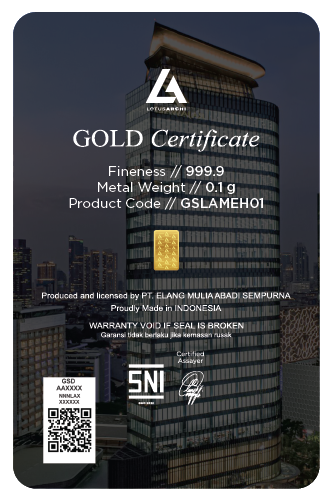 LOTUSARCHI
GOLD Certificate
Fineness // 999.9
Metal Weight // 0.1 g
Product Code // GSLAMEH01
Produced and licensed by PT. ELANG MULIA ABADI SEMPURNA
Proudly Made in INDONESIA
WARRANTY VOID IF SEAL IS BROKEN
Garansi tidak berlaku jika kemasan rusak
Certified
Assayer
SNI
GSD
AAXXXX
NNNLAX
XXXXXX